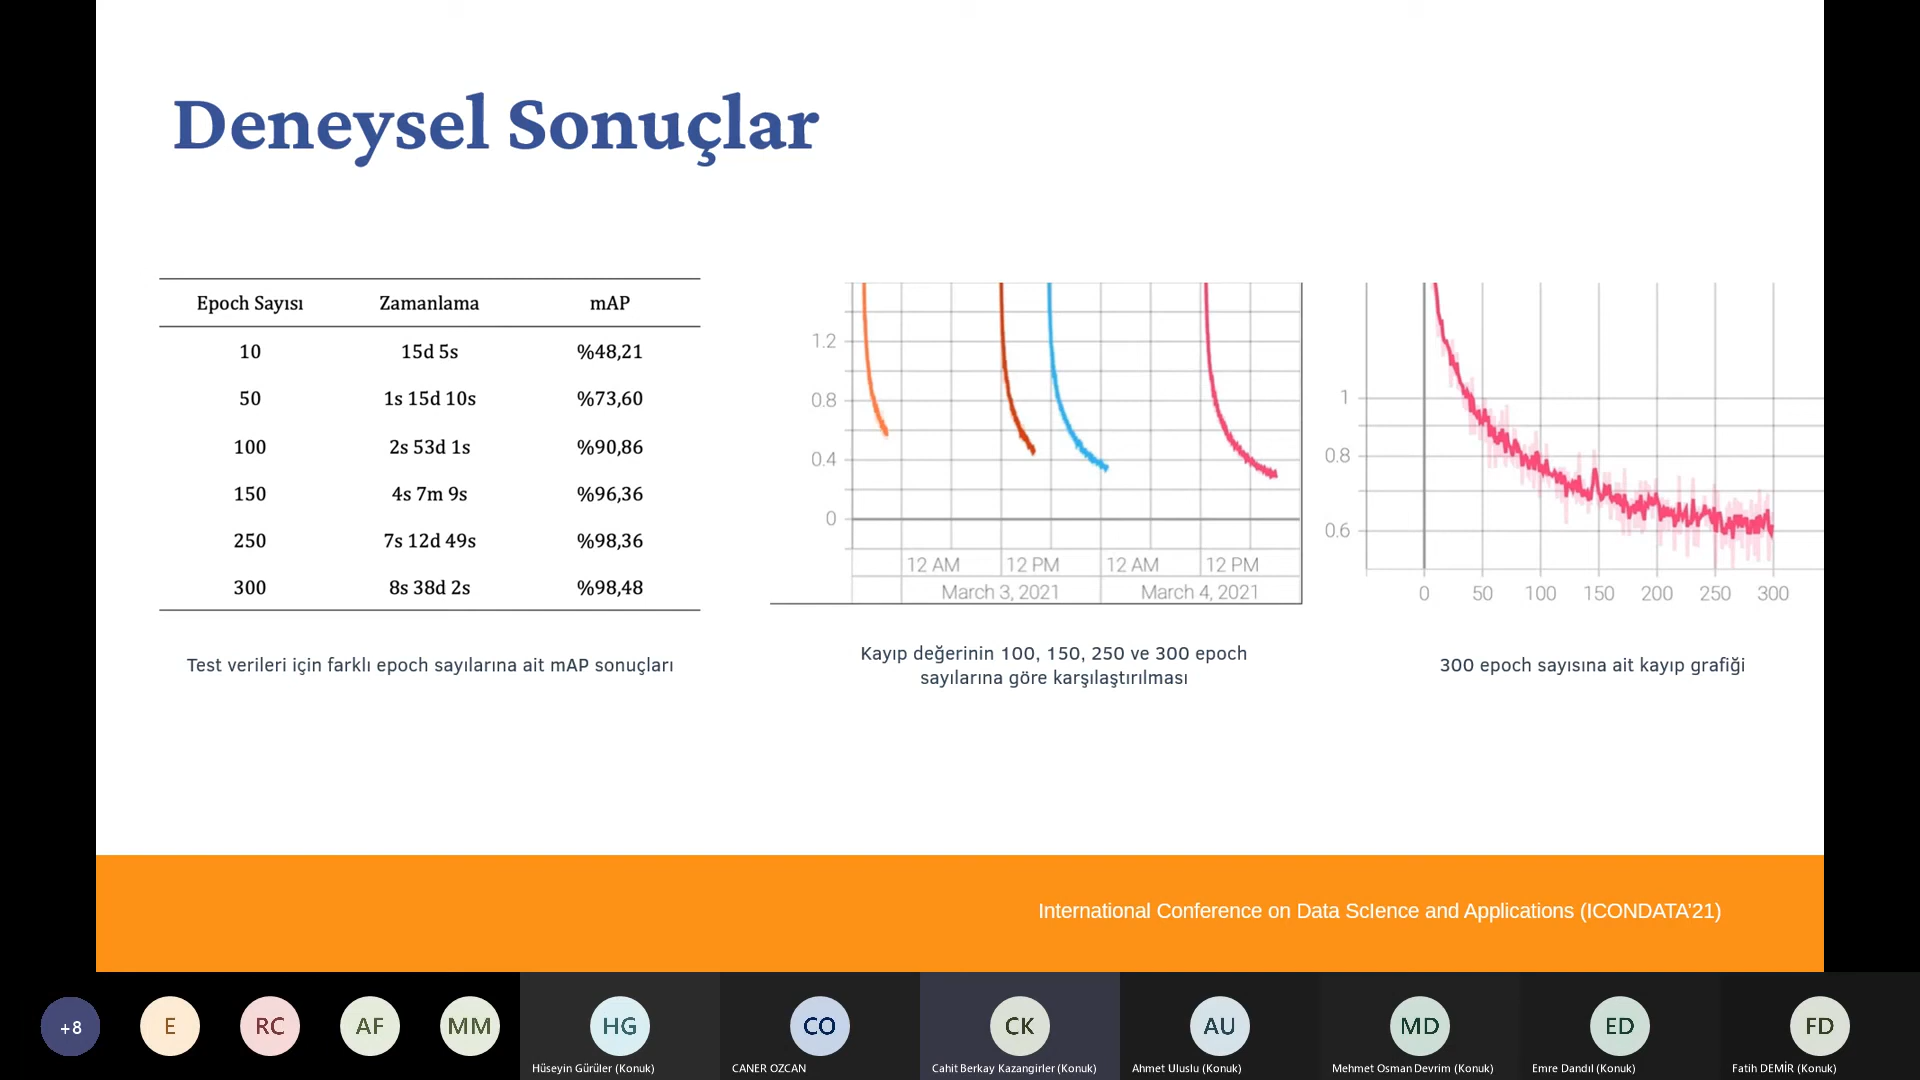 Deneysel Sonuçlar
Epoch Sayısı Zamanlama mAP
10 15d 5s %48,21
50 1s 15d 10s %73,60
100 2s 53d 1s %90,86
150 4s 7m 9s %96,36
250 7s 12d 49s %98,36
300 8s 38d 2s %98,48
Test verileri için farklı epoch sayılarına ait mAP sonuçları
1.2
0.8
0.4
0
12 AM 12 PM 12 AM 12 PM
March 3, 2021 March 4, 2021
Kayıp değerinin 100, 150, 250 ve 300 epoch
sayılarına göre karşılaştırılması
1
0.8
0.6
0 50 100 150 200 250 300
300 epoch sayısına ait kayıp grafiği
International Conference on Data ScIence and Applications (ICONDATA'21)
+8 E RC AF MM HG CO CK AU MD ED FD
Hüseyin Gürüler (Konuk) CANER OZCAN Cahit Berkay Kazangirler (Konuk) Ahmet Uluslu (Konuk) Mehmet Osman Devrim (Konuk) Emre Dandıl (Konuk) Fatih DEMİR (Konuk)